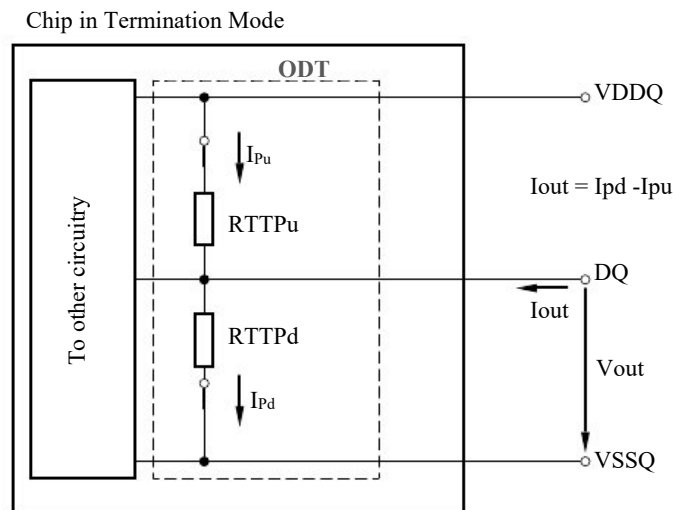 Chip in Termination Mode
ODT
VDDQ
IPu
Iout = Ipd -Ipu
RTTPu
To other circuitry
DQ
Iout
RTTPd
Vout
IPd
VSSQ